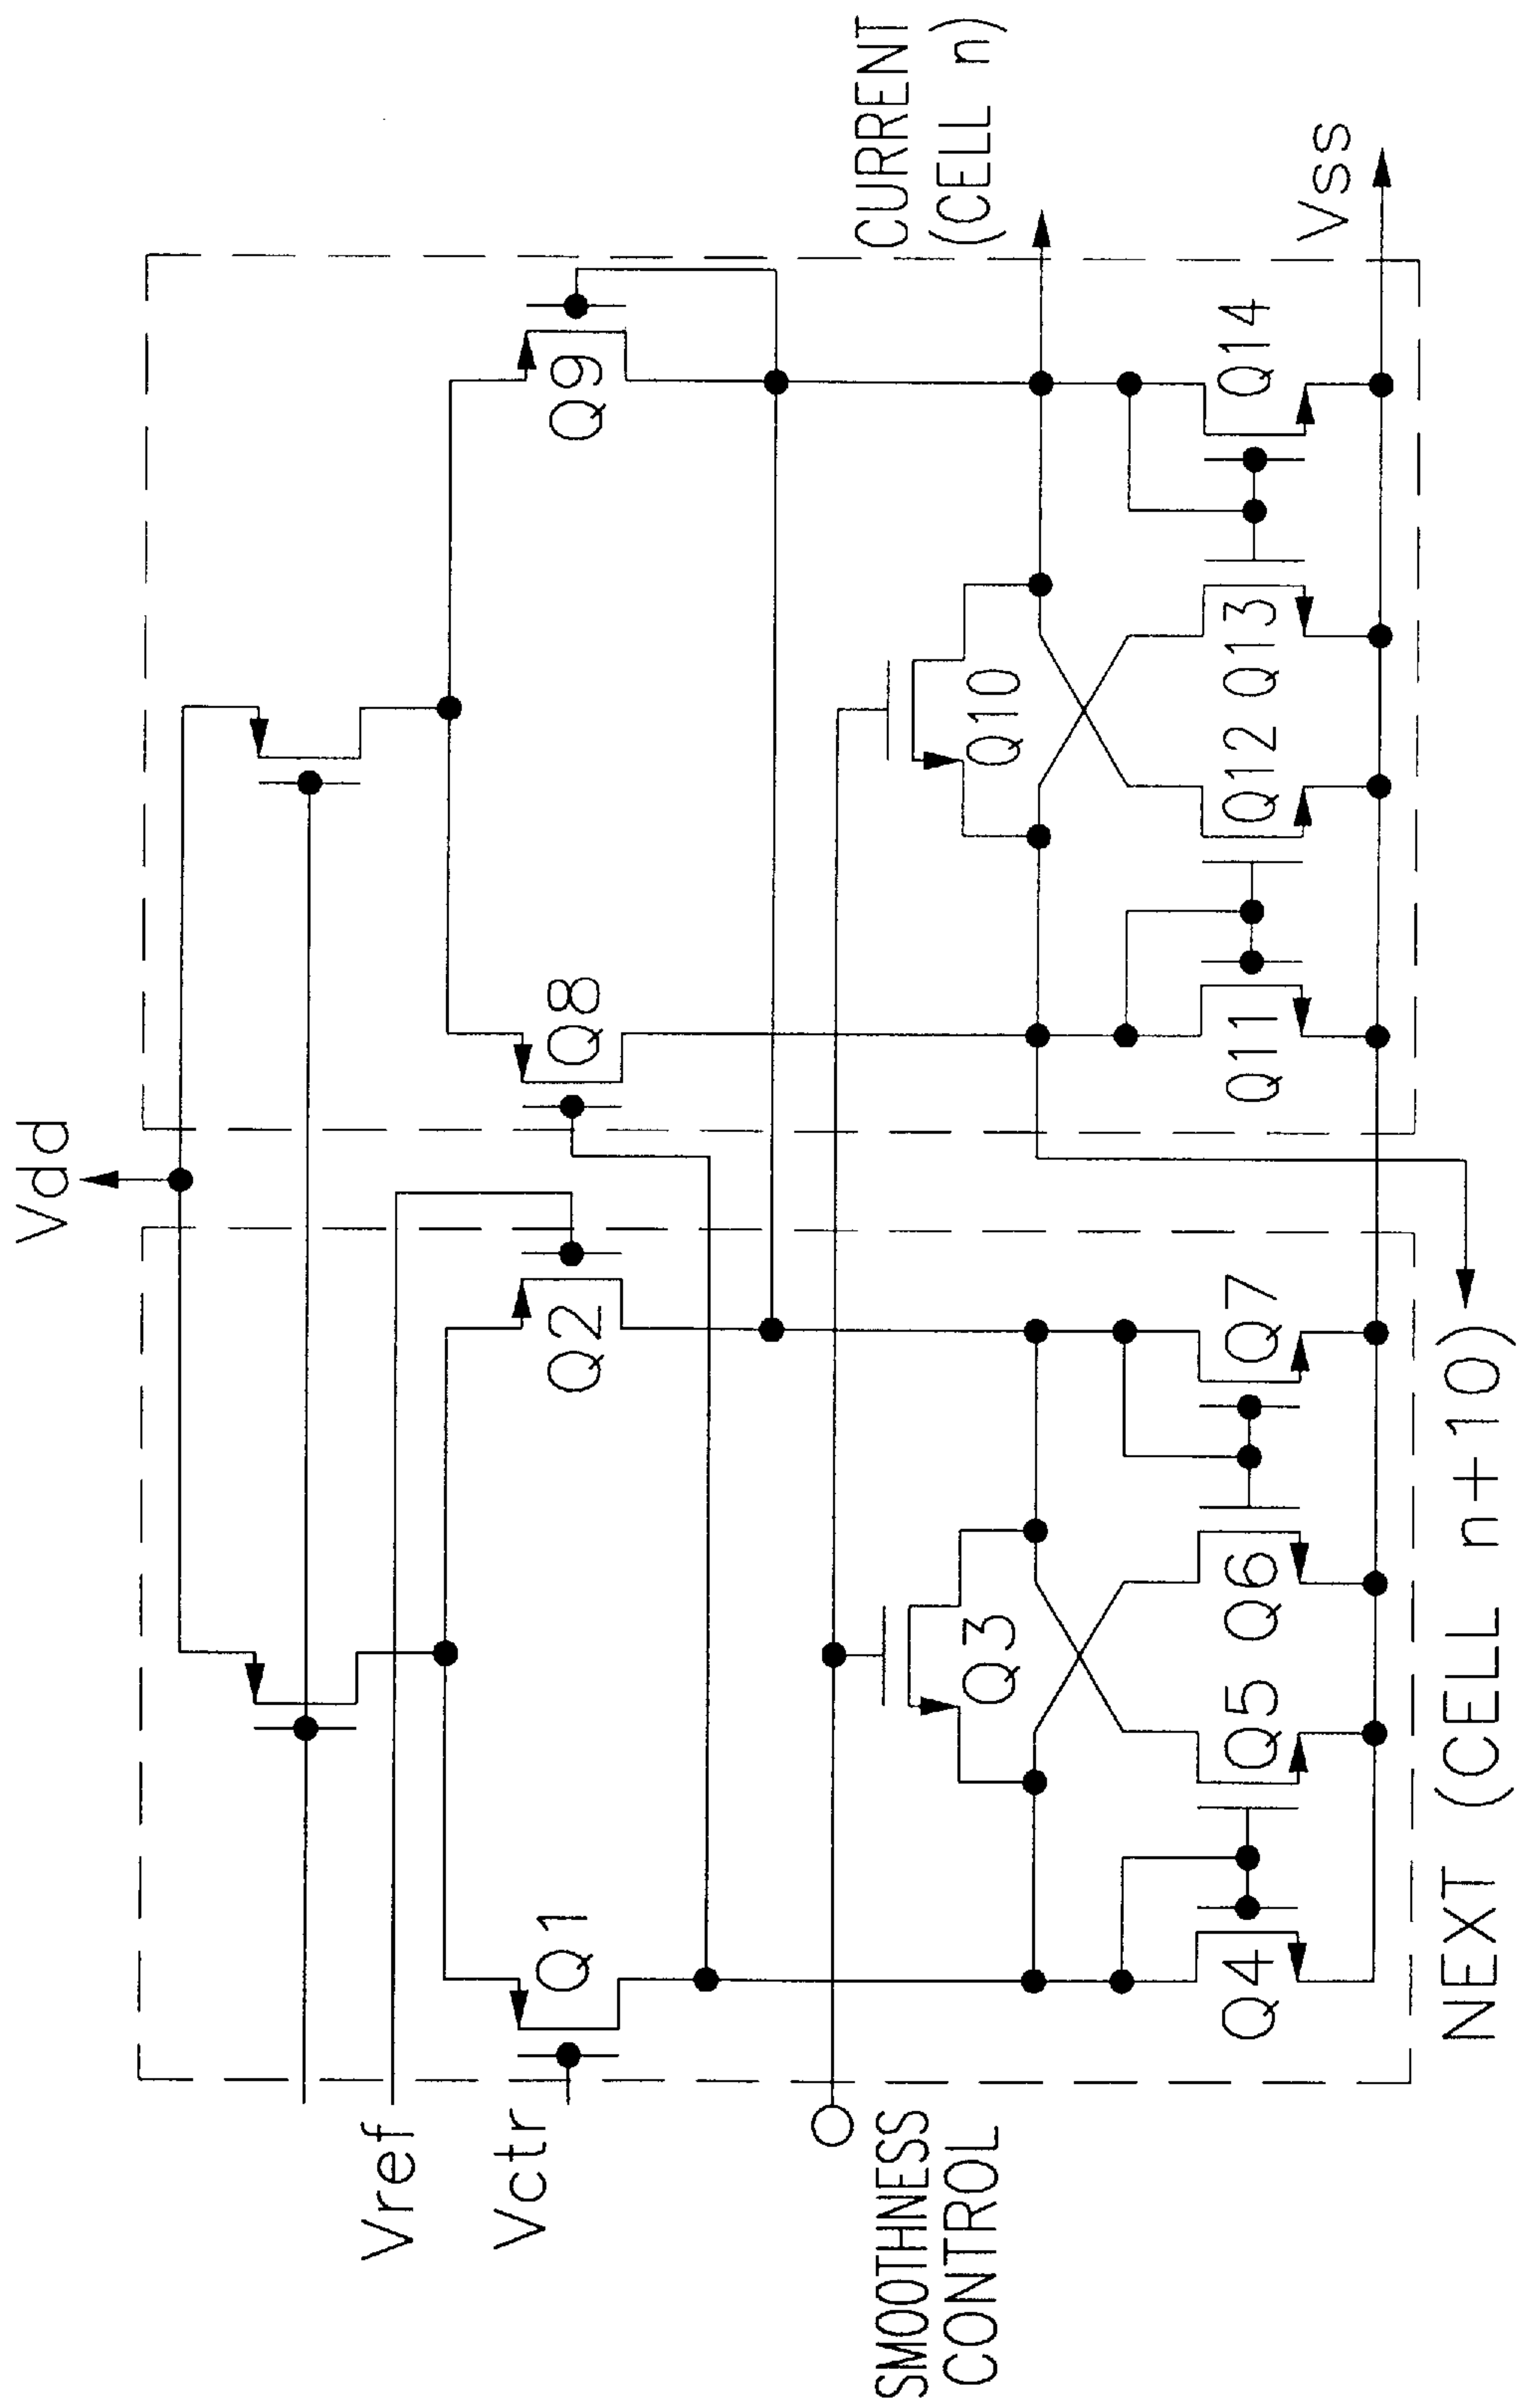 Vdd
Vref
Vctr
SMOOTHNESS
CONTROL
Q1
Q2
Q8
Q9
CURRENT
(CELL n)
Q3
Q10
Q4
Q5
Q6
Q7
Q11
Q12
Q13
Q14
Vss
NEXT (CELL n+10)